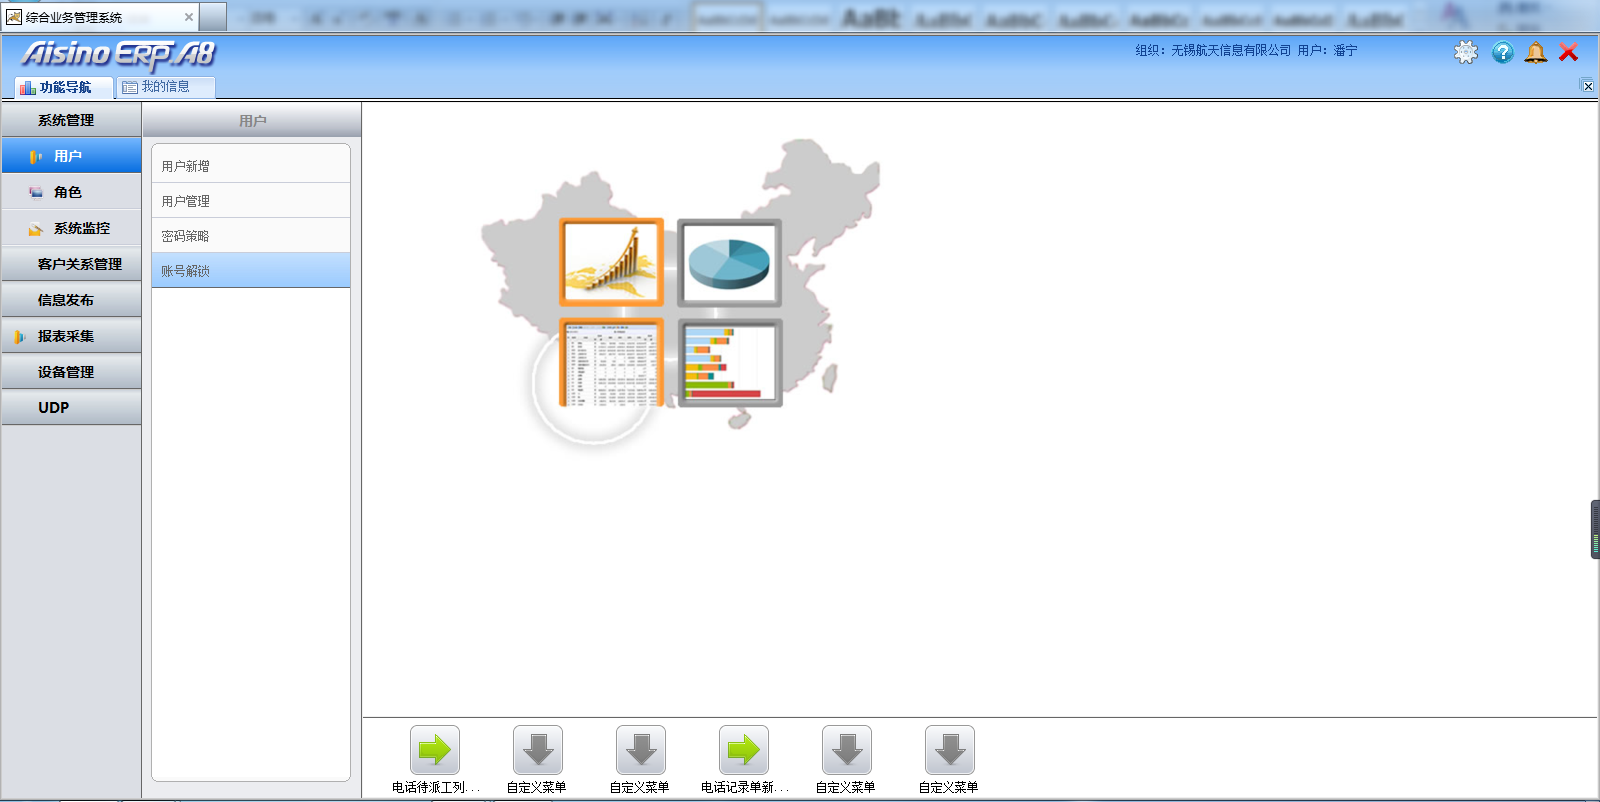 综合业务管理系统
AaBb
Aisino ERP.A8
组织：无锡航天信息有限公司 用户：潘宁
功能导航
我的信息
系统管理
用户
角色
系统监控
客户关系管理
信息发布
报表采集
设备管理
UDP
用户
用户新增
用户管理
密码策略
账号解锁
电话待派工列...
自定义菜单
自定义菜单
电话记录单新...
自定义菜单
自定义菜单